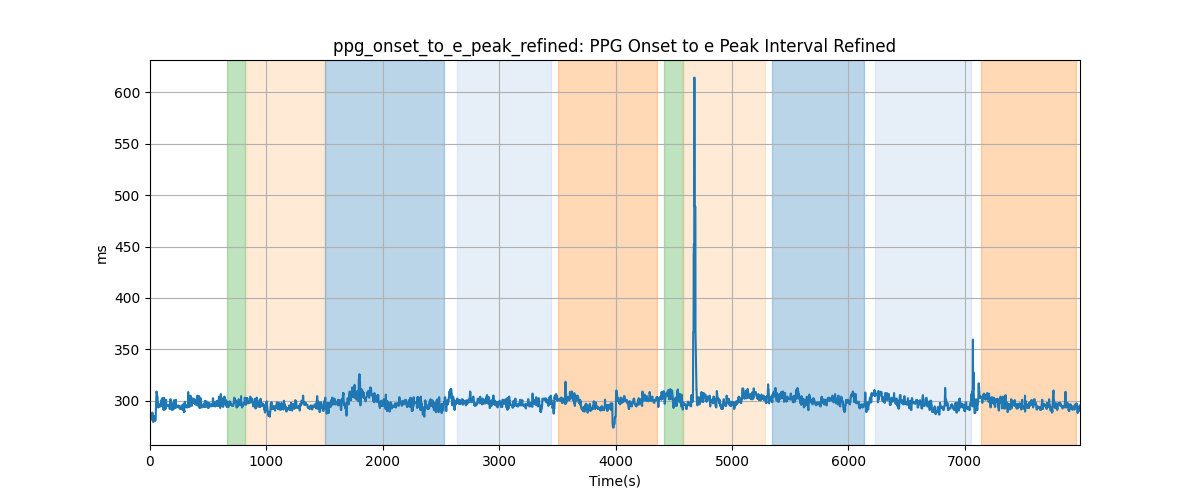 ppg_onset_to_e_peak_refined: PPG Onset to e Peak Interval Refined
600
550
500
450
400
350
300
ms
0 1000 2000 3000 4000 5000 6000 7000
Time(s)